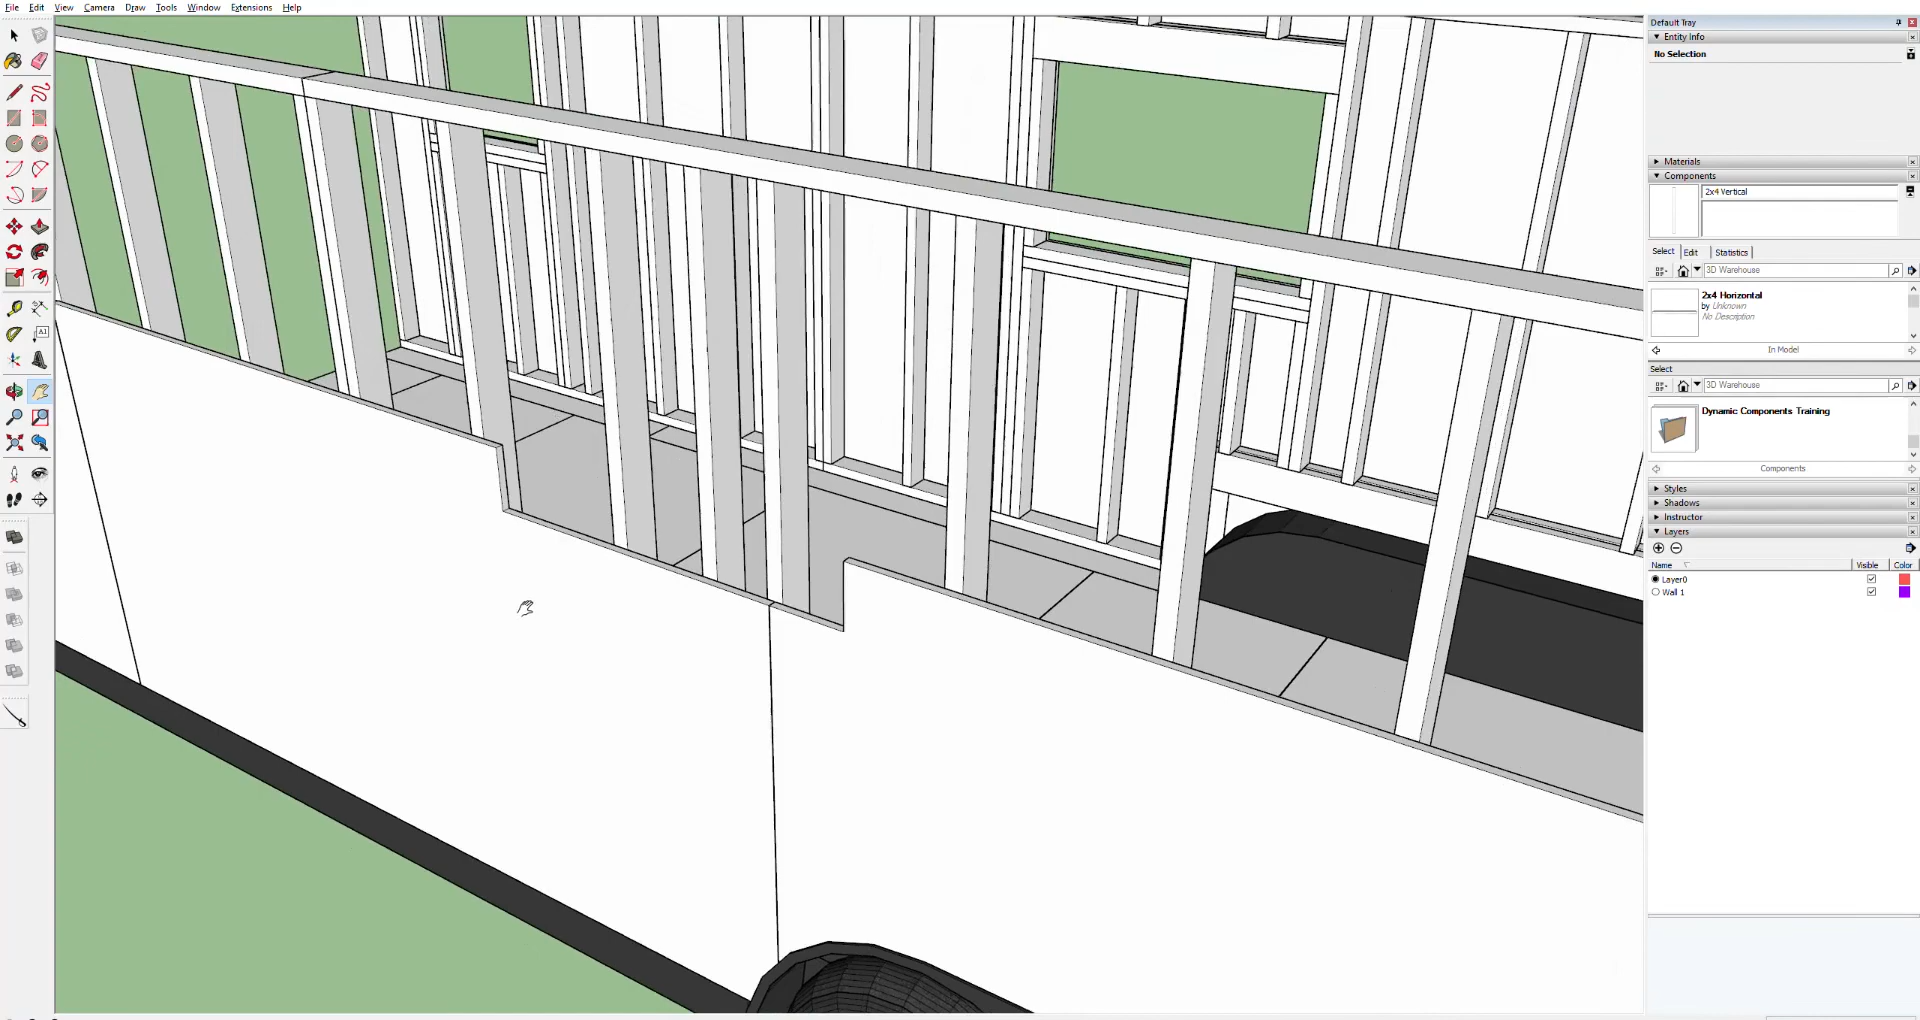 File Edit View Camera Draw Tools Window Extensions Help
Default Tray
Entity Info
No Selection
Materials
Components
2x4 Vertical
Select Edit Statistics
3D Warehouse
2x4 Horizontal
by Unknown
No Description
In Model
Select
3D Warehouse
Dynamic Components Training
Components
Styles
Shadows
Instructor
Layers
Name Visible Color
Layer0
Wall 1